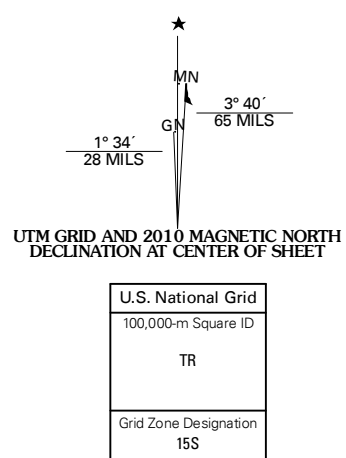 ★
MN
3° 40´
65 MILS
GN
1° 34´
28 MILS
UTM GRID AND 2010 MAGNETIC NORTH
DECLINATION AT CENTER OF SHEET
U.S. National Grid
100,000-m Square ID
TR
Grid Zone Designation
15S